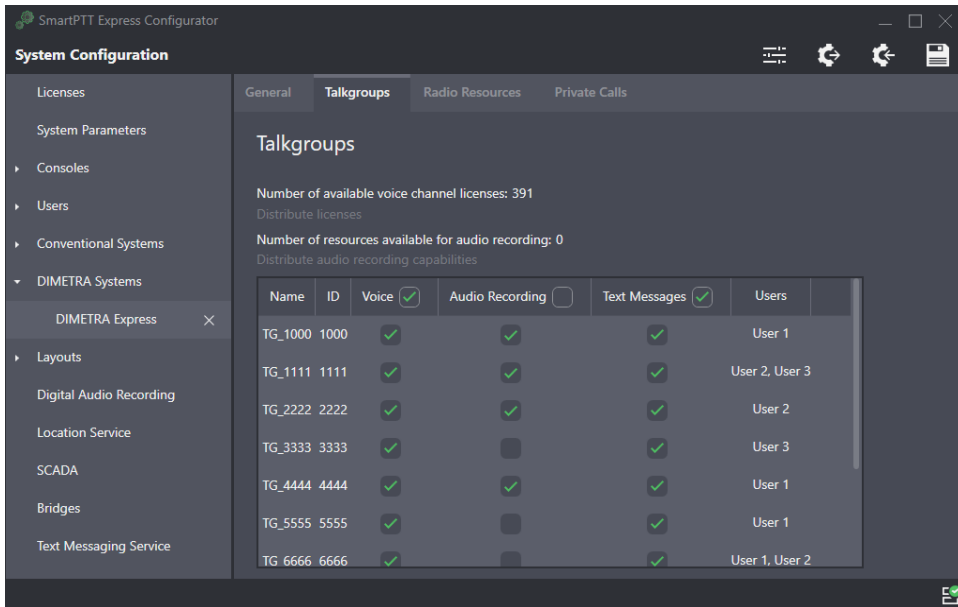 SmartPTT Express Configurator
System Configuration
Licenses
System Parameters
Consoles
Users
Conventional Systems
DIMETRA Systems
DIMETRA Express
Layouts
Digital Audio Recording
Location Service
SCADA
Bridges
Text Messaging Service
General Talkgroups Radio Resources Private Calls
Talkgroups
Number of available voice channel licenses: 391
Distribute licenses
Number of resources available for audio recording: 0
Distribute audio recording capabilities
Name ID Voice Audio Recording Text Messages Users
TG_1000 1000 User 1
TG_1111 1111 User 2, User 3
TG_2222 2222 User 2
TG_3333 3333 User 3
TG_4444 4444 User 1
TG_5555 5555 User 1
TG_6666 6666 User 1, User 2